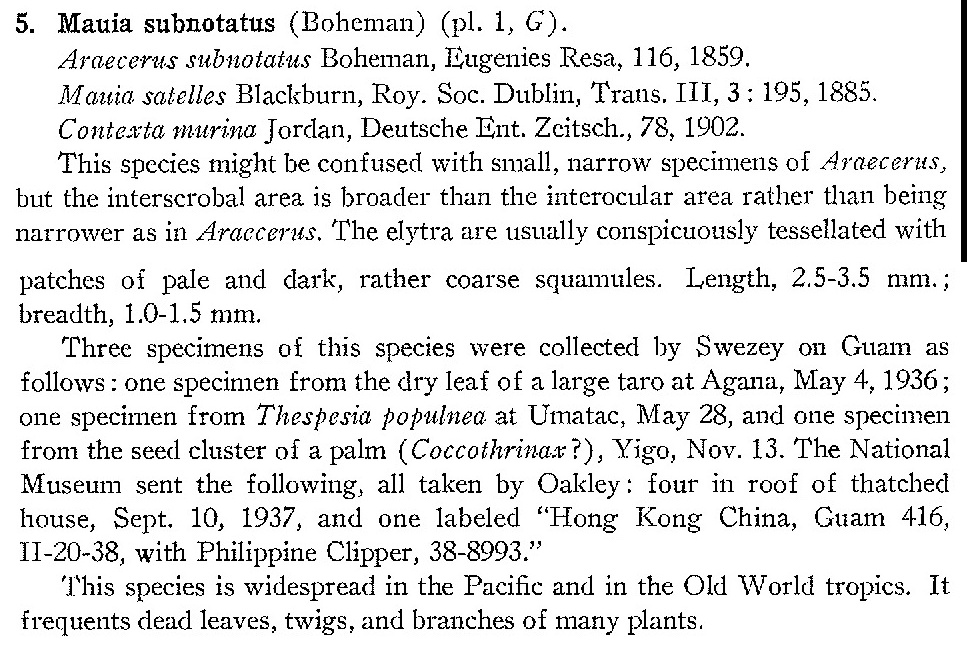 5. Mauia subnotatus (Boheman) (pl. 1, G).
Araecerus subnotatus Boheman, Eugenies Resa, 116, 1859.
Mauia satelles Blackburn, Roy. Soc. Dublin, Trans. III, 3: 195, 1885.
Contexta murina Jordan, Deutsche Ent. Zeitsch., 78, 1902.
This species might be confused with small, narrow specimens of Araecerus,
but the interscrobal area is broader than the interocular area rather than being
narrower as in Araecerus. The elytra are usually conspicuously tessellated with
patches of pale and dark, rather coarse squamules. Length, 2.5-3.5 mm.;
breadth, 1.0-1.5 mm.
Three specimens of this species were collected by Swezey on Guam as
follows: one specimen from the dry leaf of a large taro at Agana, May 4, 1936;
one specimen from Thespesia populnea at Umatac, May 28, and one specimen
from the seed cluster of a palm (Coccothrinax?), Yigo, Nov. 13. The National
Museum sent the following, all taken by Oakley: four in roof of thatched
house, Sept. 10, 1937, and one labeled “Hong Kong China, Guam 416,
II-20-38, with Philippine Clipper, 38-8993.”
This species is widespread in the Pacific and in the Old World tropics. It
frequents dead leaves, twigs, and branches of many plants.